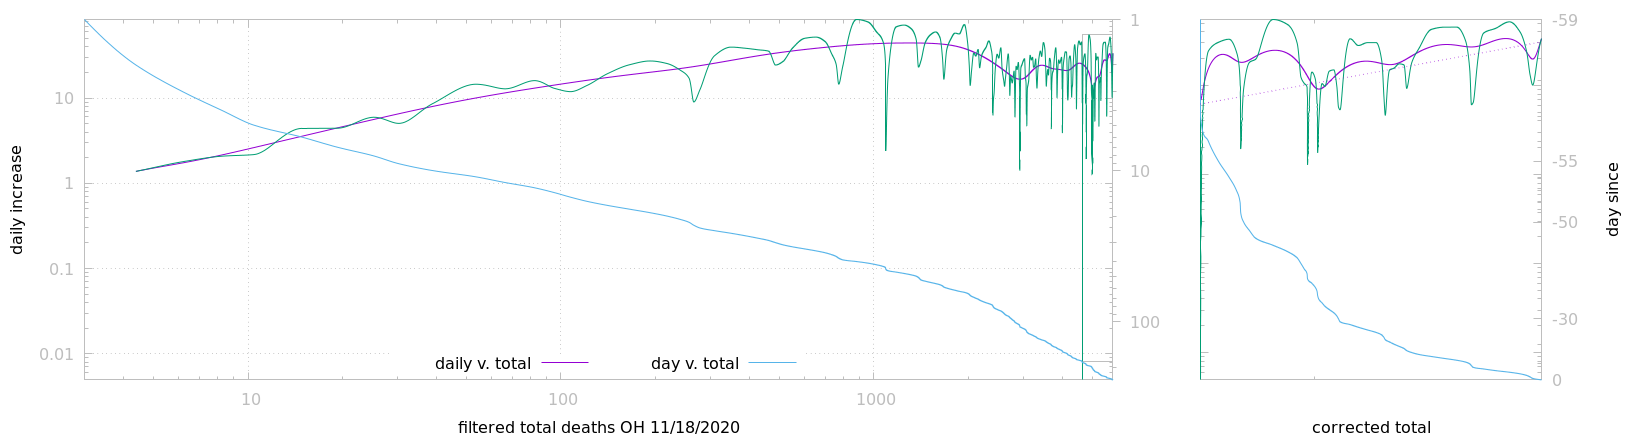 10
1
0.1
0.01
daily increase
daily v. total
day v. total
10
100
1000
filtered total deaths OH 11/18/2020
1
10
100
-59
-55
-50
-30
0
day since
corrected total